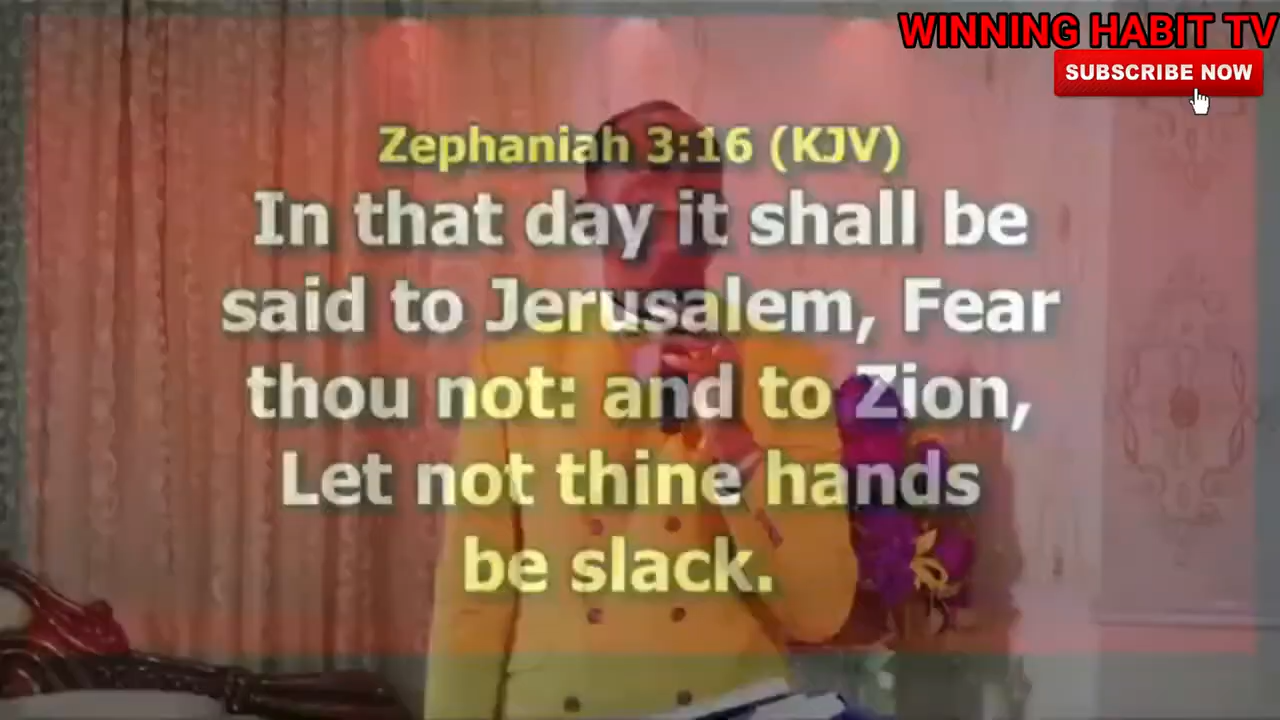 WINNING HABIT TV
SUBSCRIBE NOW
Zephaniah 3:16 (KJV)
In that day it shall be
said to Jerusalem, Fear
thou not: and to Zion,
Let not thine hands
be slack.